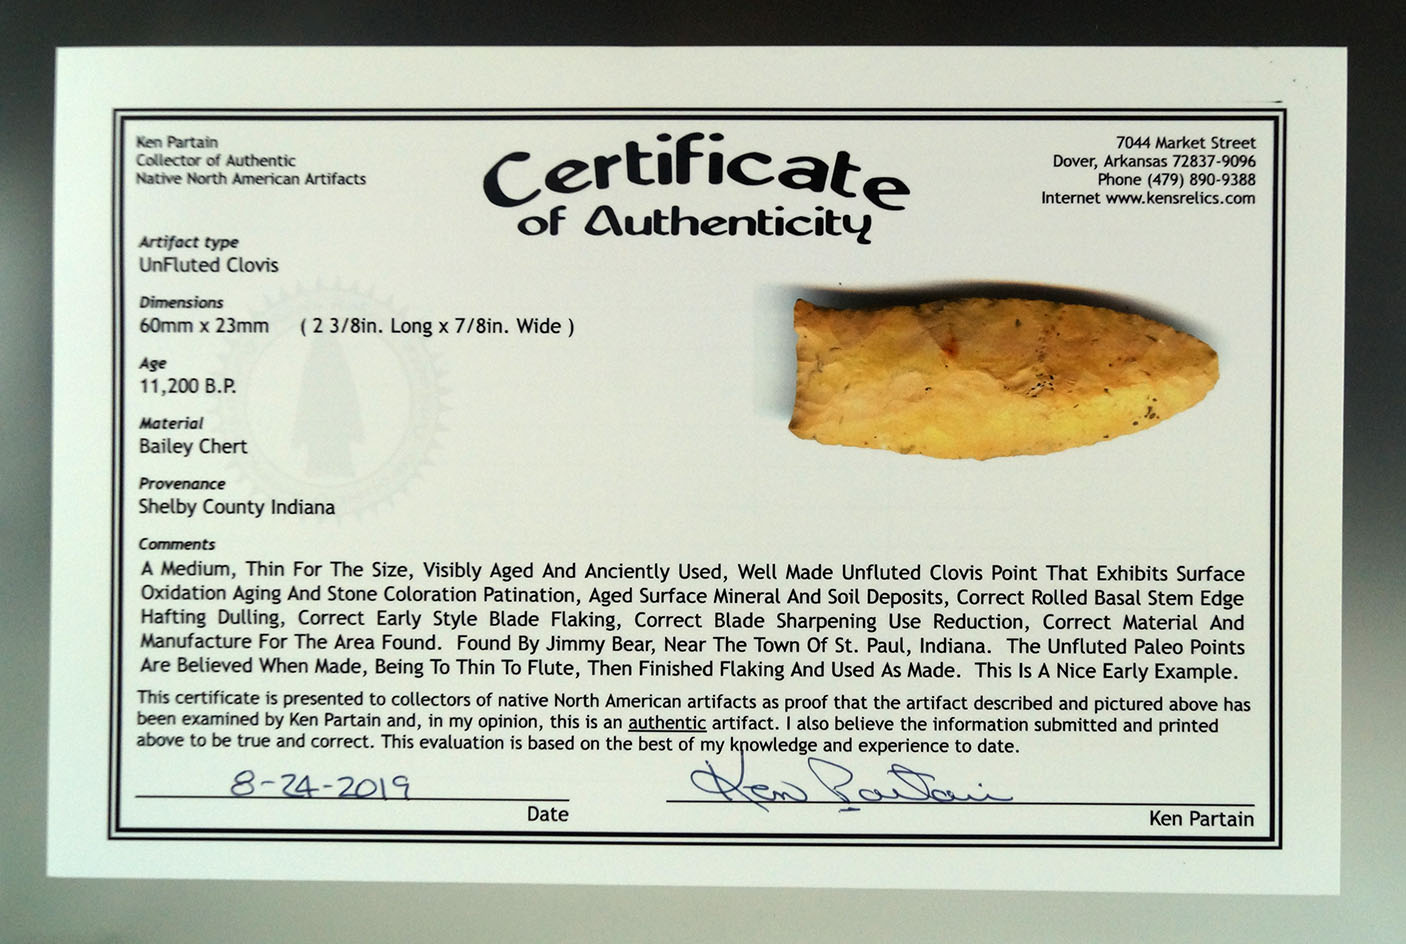 Ken Partain
Collector of Authentic
Native North American Artifacts
Certificate
of Authenticity
7044 Market Street
Dover, Arkansas 72837-9096
Phone (479) 890-9388
Internet www.kensrelics.com
Artifact type
UnFluted Clovis
Dimensions
60mm x 23mm ( 2 3/8in. Long x 7/8in. Wide )
Age
11,200 B.P.
Material
Bailey Chert
Provenance
Shelby County Indiana
Comments
A Medium, Thin For The Size, Visibly Aged And Anciently Used, Well Made Unfluted Clovis Point That Exhibits Surface
Oxidation Aging And Stone Coloration Patination, Aged Surface Mineral And Soil Deposits, Correct Rolled Basal Stem Edge
Hafting Dulling, Correct Early Style Blade Flaking, Correct Blade Sharpening Use Reduction, Correct Material And
Manufacture For The Area Found. Found By Jimmy Bear, Near The Town Of St. Paul, Indiana. The Unfluted Paleo Points
Are Believed When Made, Being To Thin To Flute, Then Finished Flaking And Used As Made. This Is A Nice Early Example.
This certificate is presented to collectors of native North American artifacts as proof that the artifact described and pictured above has
been examined by Ken Partain and, in my opinion, this is an authentic artifact. I also believe the information submitted and printed
above to be true and correct. This evaluation is based on the best of my knowledge and experience to date.
8-24-2019
Ken Partain
Date
Ken Partain